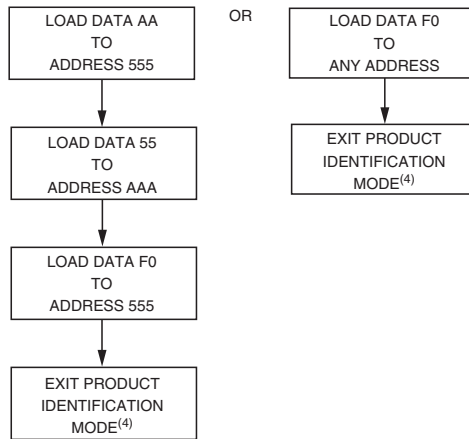 LOAD DATA AA
TO
ADDRESS 555
LOAD DATA 55
TO
ADDRESS AAA
LOAD DATA F0
TO
ADDRESS 555
EXIT PRODUCT
IDENTIFICATION
MODE(4)
OR
LOAD DATA F0
TO
ANY ADDRESS
EXIT PRODUCT
IDENTIFICATION
MODE(4)